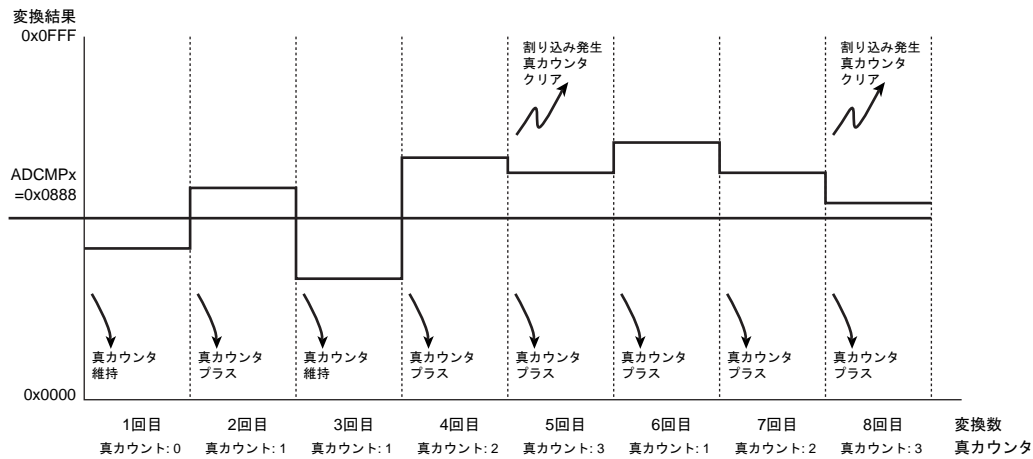 変換結果
0x0FFF
割り込み発生
真カウンタ
クリア
割り込み発生
真カウンタ
クリア
ADCMPx
=0x0888
真カウンタ
維持
真カウンタ
プラス
真カウンタ
維持
真カウンタ
プラス
真カウンタ
プラス
真カウンタ
プラス
真カウンタ
プラス
真カウンタ
プラス
0x0000
1回目 2回目 3回目 4回目 5回目 6回目 7回目 8回目 変換数
真カウント: 0 真カウント: 1 真カウント: 1 真カウント: 2 真カウント: 3 真カウント: 1 真カウント: 2 真カウント: 3 真カウンタ